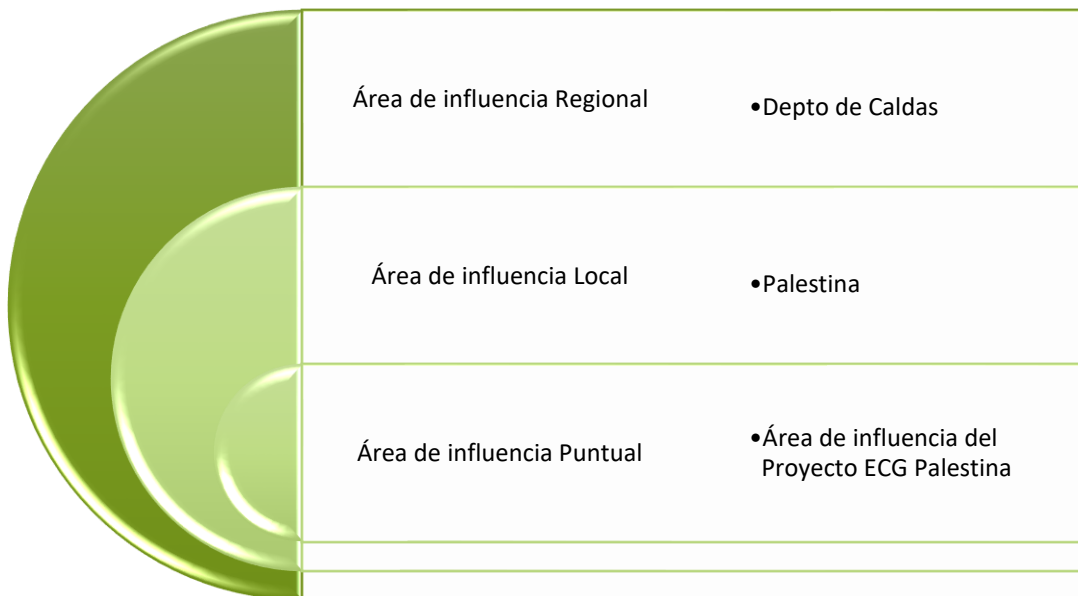 Área de influencia Regional
•Depto de Caldas
Área de influencia Local
•Palestina
Área de influencia Puntual
•Área de influencia del
Proyecto ECG Palestina